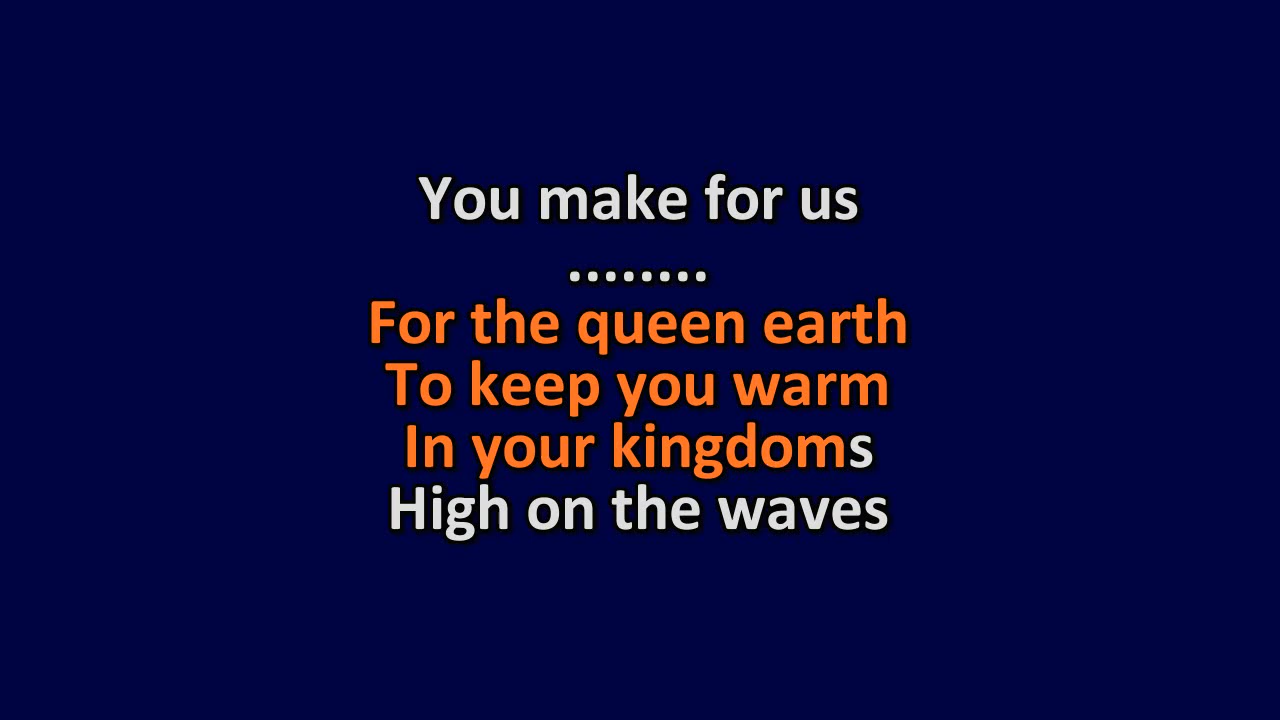 You make for us
........
For the queen earth
To keep you warm
In your kingdoms
High on the waves